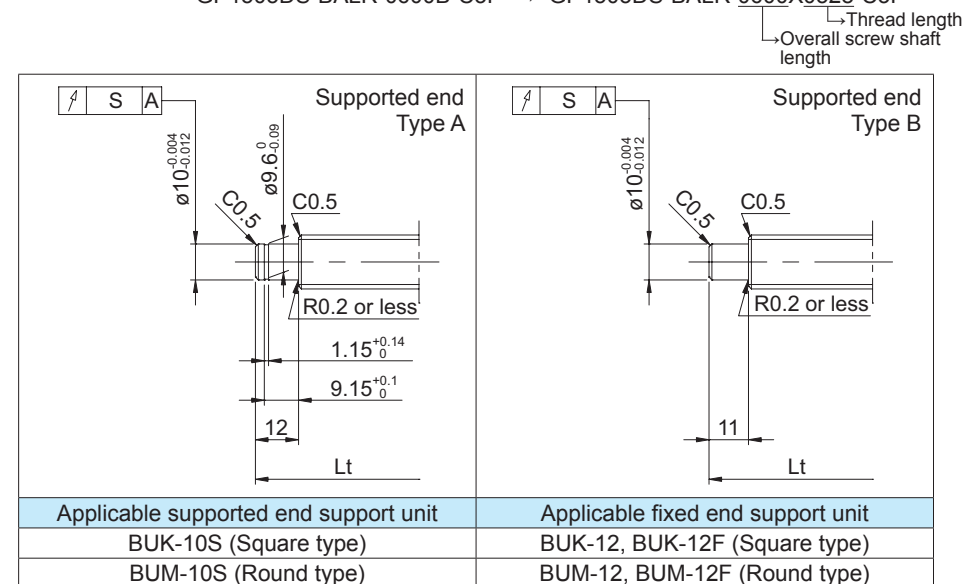 Thread length
Overall screw shaft
length
S A
Supported end
Type A
ø10-0.004
-0.012
ø9.6 0
-0.09
C0.5
C0.5
R0.2 or less
1.15+0.14
0
9.15+0.1
0
12
Lt
S A
Supported end
Type B
ø10-0.004
-0.012
C0.5
C0.5
R0.2 or less
11
Lt
Applicable supported end support unit
Applicable fixed end support unit
BUK-10S (Square type)
BUK-12, BUK-12F (Square type)
BUM-10S (Round type)
BUM-12, BUM-12F (Round type)